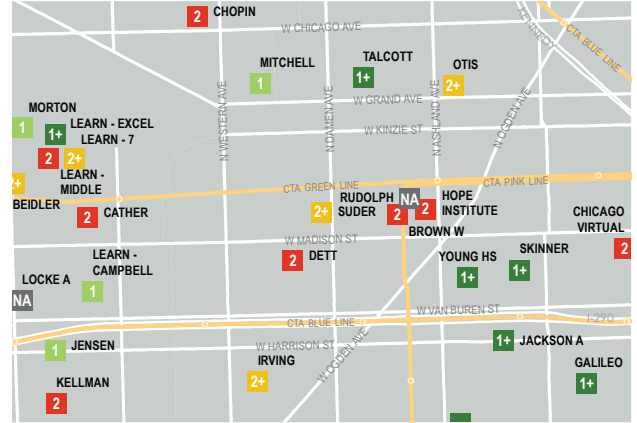 CHOPIN
2
W CHICAGO AVE
KENNEDY
CTA BLUE LINE
MITCHELL
1
TALCOTT
1+
OTIS
2+
N WESTERN AVE
N DAMEN AVE
N ASHLAND AVE
N OGDEN AVE
W GRAND AVE
W KINZIE ST
MORTON
1
1+
LEARN - EXCEL
LEARN - 7
2
2+
LEARN -
MIDDLE
2+
BEIDLER
2
CATHER
CTA GREEN LINE
CTA PINK LINE
2+
RUDOLPH
SUDER
NA
2
2
HOPE
INSTITUTE
BROWN W
CHICAGO
VIRTUAL
2
W MADISON ST
2
DETT
YOUNG HS
1+
SKINNER
1+
LEARN -
CAMPBELL
1
LOCKE A
NA
W VAN BUREN ST
I-290
CTA BLUE LINE
W HARRISON ST
W OGDEN AVE
1
JENSEN
IRVING
2+
1+
JACKSON A
GALILEO
1+
KELLMAN
2